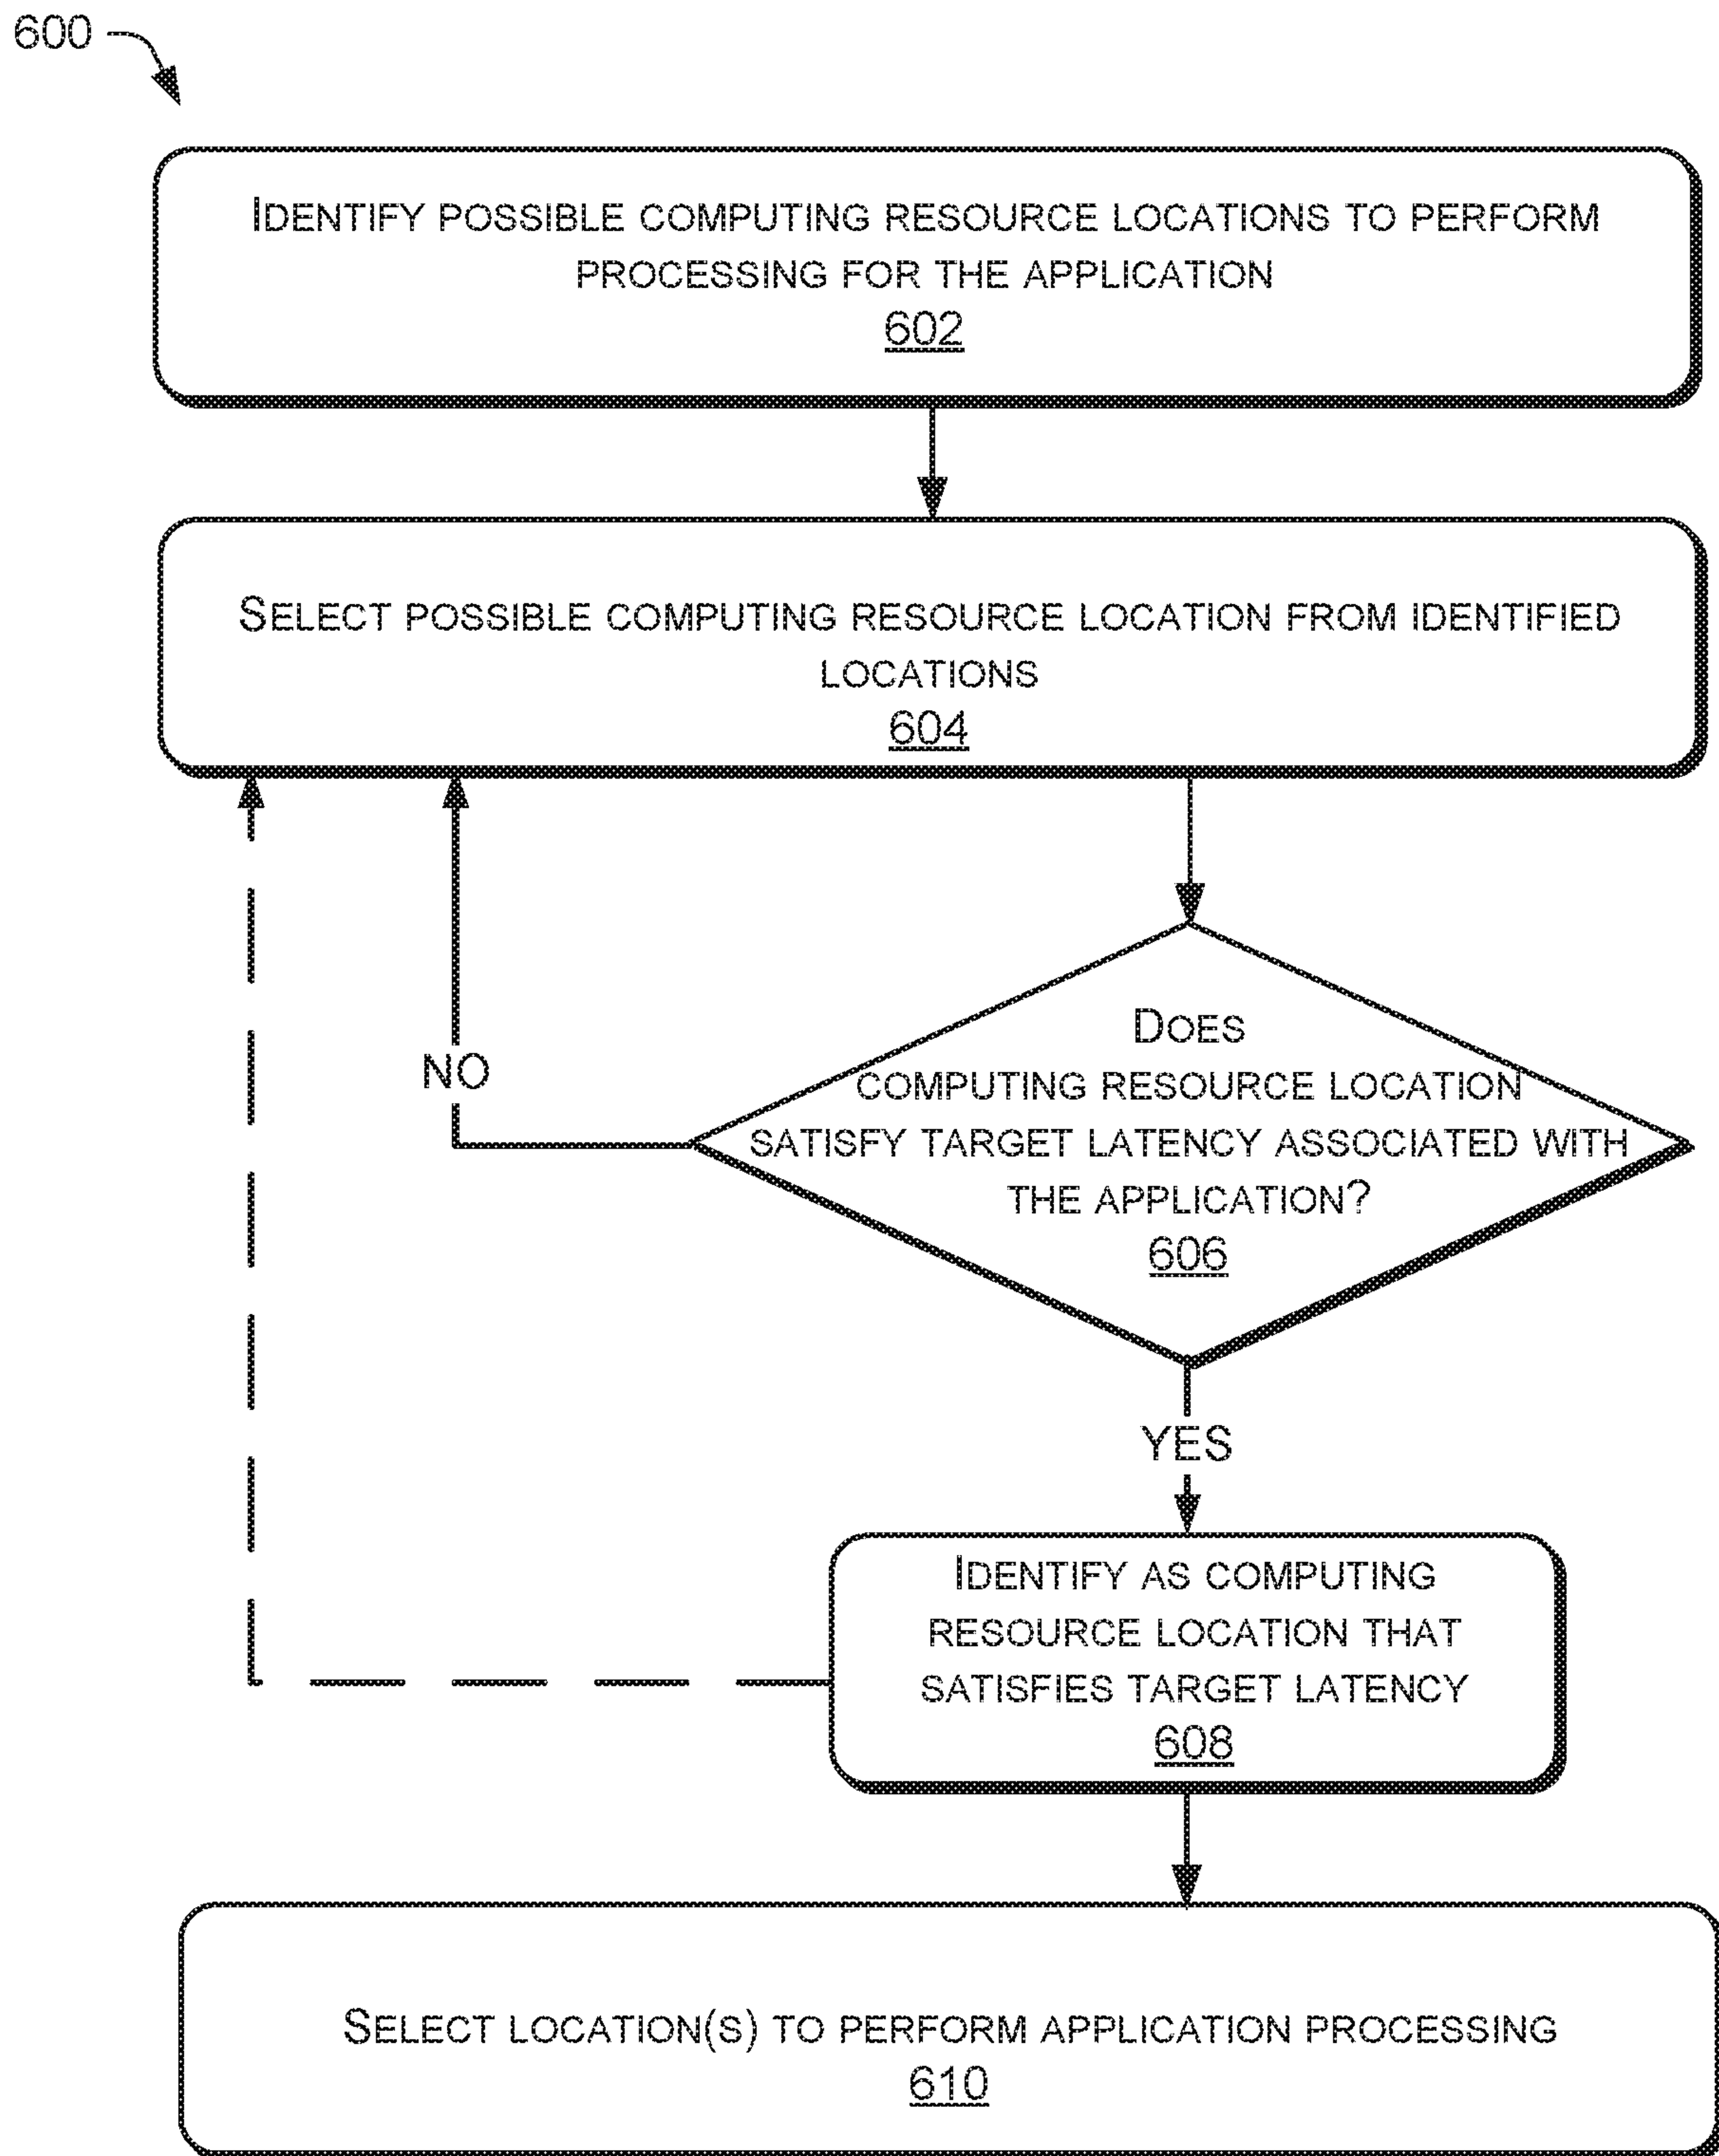 600
IDENTIFY POSSIBLE COMPUTING RESOURCE LOCATIONS TO PERFORM
PROCESSING FOR THE APPLICATION
602
SELECT POSSIBLE COMPUTING RESOURCE LOCATION FROM IDENTIFIED
LOCATIONS
604
DOES
COMPUTING RESOURCE LOCATION
SATISFY TARGET LATENCY ASSOCIATED WITH
THE APPLICATION?
606
NO
YES
IDENTIFY AS COMPUTING
RESOURCE LOCATION THAT
SATISFIES TARGET LATENCY
608
SELECT LOCATION(S) TO PERFORM APPLICATION PROCESSING
610